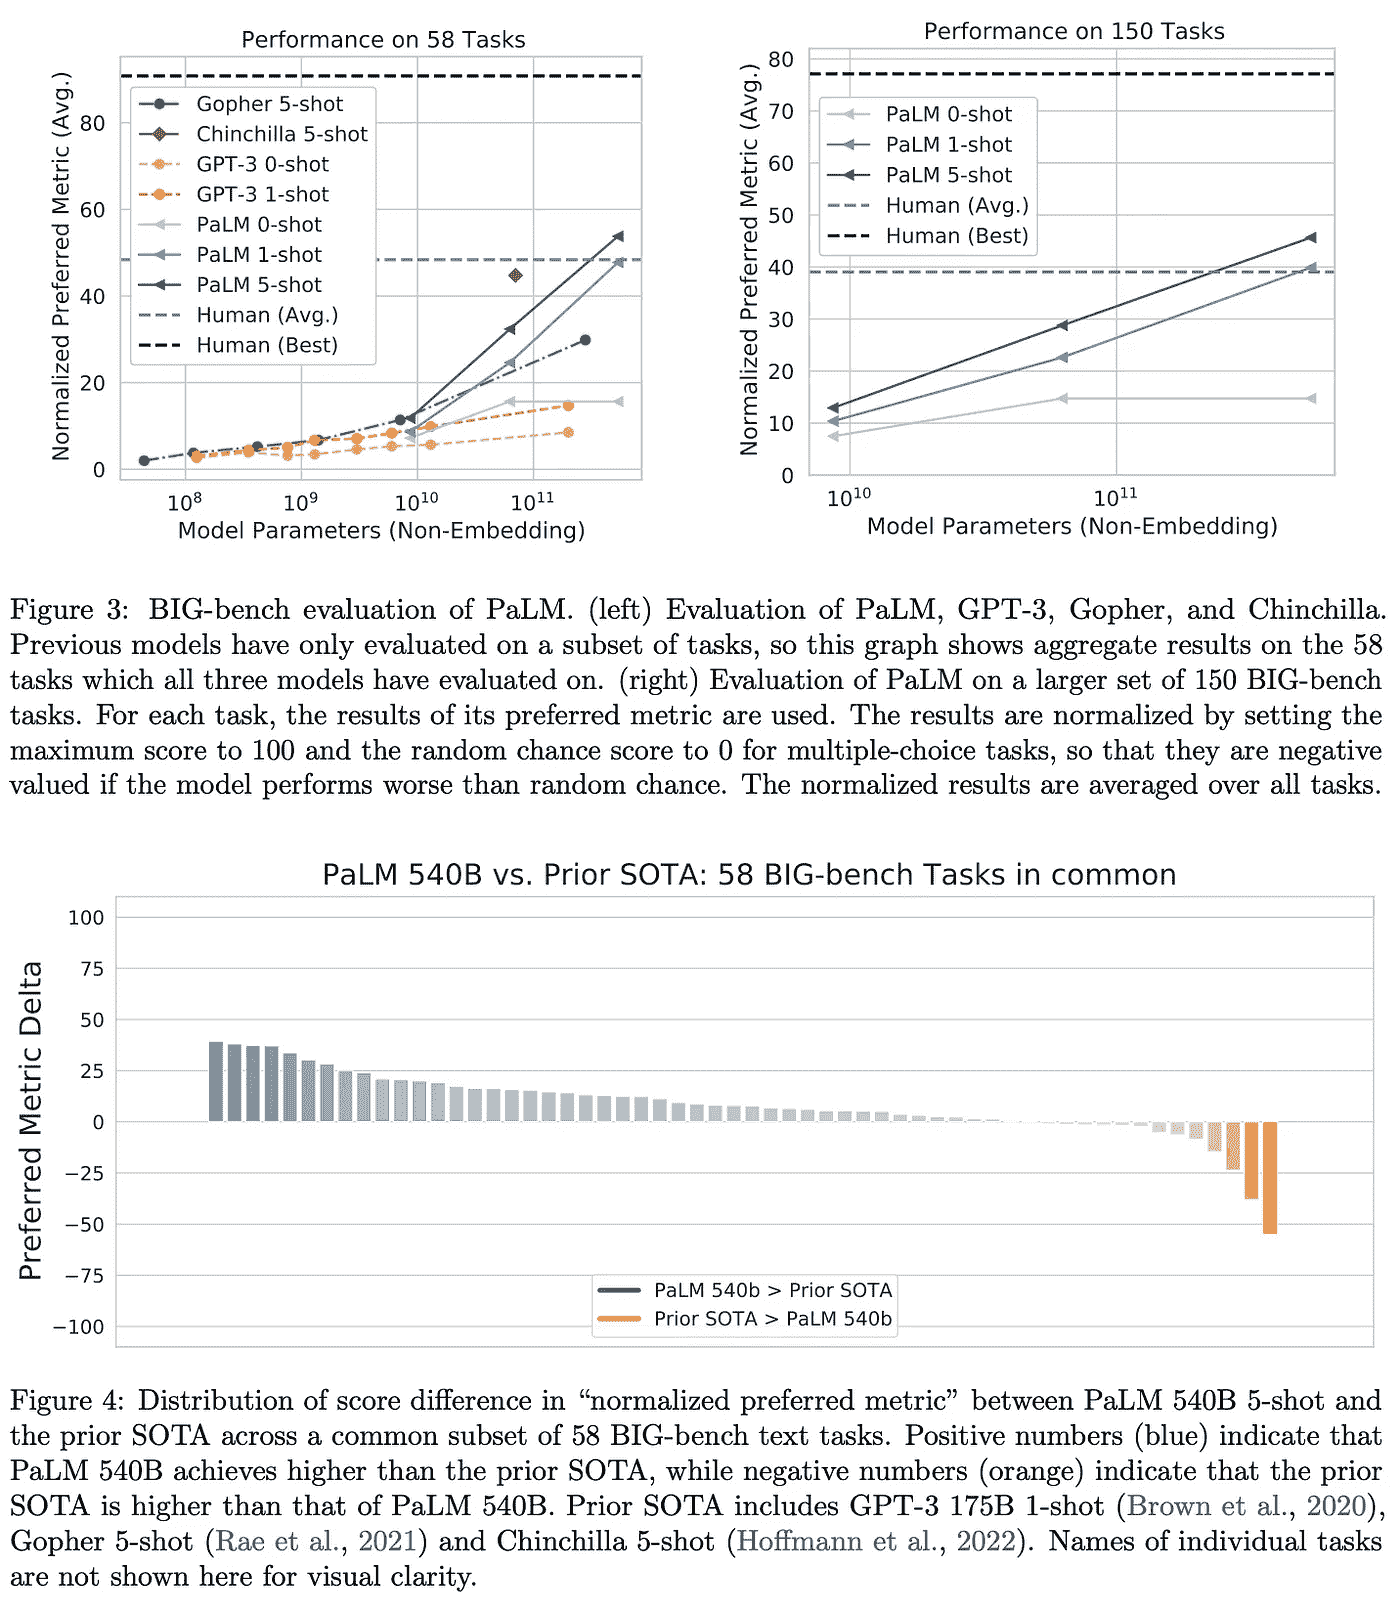 Performance on 58 Tasks
Normalized Preferred Metric (Avg.)
80
60
40
20
0
Gopher 5-shot
Chinchilla 5-shot
GPT-3 0-shot
GPT-3 1-shot
PaLM 0-shot
PaLM 1-shot
PaLM 5-shot
Human (Avg.)
Human (Best)
10⁸ 10⁹ 10¹⁰ 10¹¹
Model Parameters (Non-Embedding)
Performance on 150 Tasks
Normalized Preferred Metric (Avg.)
80
70
60
50
40
30
20
10
0
PaLM 0-shot
PaLM 1-shot
PaLM 5-shot
Human (Avg.)
Human (Best)
10¹⁰ 10¹¹
Model Parameters (Non-Embedding)
Figure 3: BIG-bench evaluation of PaLM. (left) Evaluation of PaLM, GPT-3, Gopher, and Chinchilla.
Previous models have only evaluated on a subset of tasks, so this graph shows aggregate results on the 58
tasks which all three models have evaluated on. (right) Evaluation of PaLM on a larger set of 150 BIG-bench
tasks. For each task, the results of its preferred metric are used. The results are normalized by setting the
maximum score to 100 and the random chance score to 0 for multiple-choice tasks, so that they are negative
valued if the model performs worse than random chance. The normalized results are averaged over all tasks.
PaLM 540B vs. Prior SOTA: 58 BIG-bench Tasks in common
Preferred Metric Delta
100
75
50
25
0
−25
−50
−75
−100
PaLM 540b > Prior SOTA
Prior SOTA > PaLM 540b
Figure 4: Distribution of score difference in “normalized preferred metric” between PaLM 540B 5-shot and
the prior SOTA across a common subset of 58 BIG-bench text tasks. Positive numbers (blue) indicate that
PaLM 540B achieves higher than the prior SOTA, while negative numbers (orange) indicate that the prior
SOTA is higher than that of PaLM 540B. Prior SOTA includes GPT-3 175B 1-shot (Brown et al., 2020),
Gopher 5-shot (Rae et al., 2021) and Chinchilla 5-shot (Hoffmann et al., 2022). Names of individual tasks
are not shown here for visual clarity.